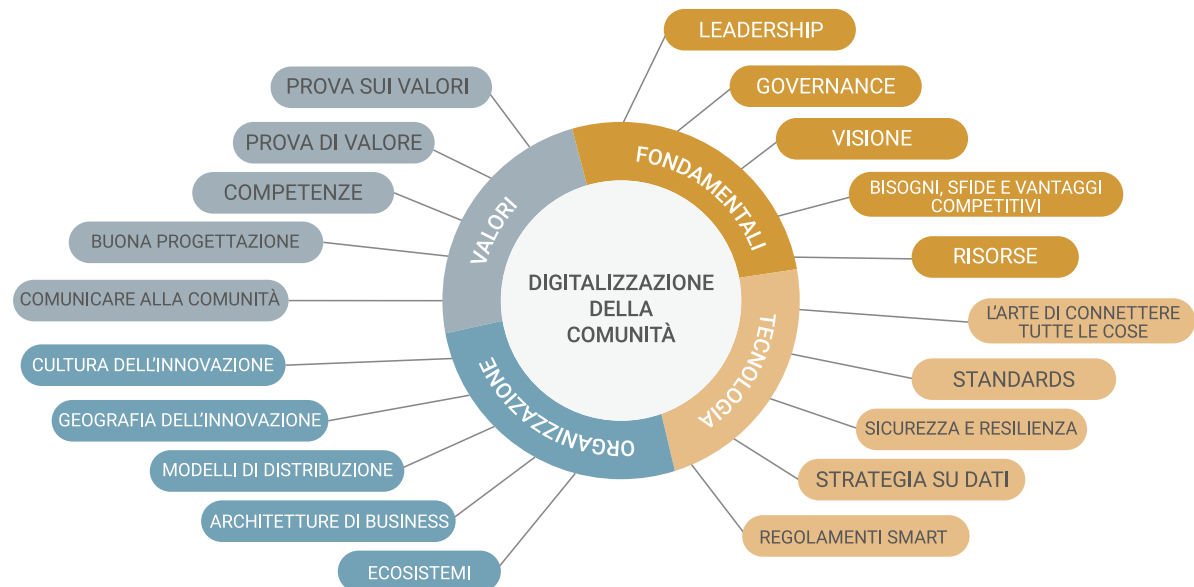 LEADERSHIP
GOVERNANCE
VISIONE
BISOGNI, SFIDE E VANTAGGI
COMPETITIVI
RISORSE
L'ARTE DI CONNETTERE
TUTTE LE COSE
STANDARDS
SICUREZZA E RESILIENZA
STRATEGIA SU DATI
REGOLAMENTI SMART
PROVA SUI VALORI
PROVA DI VALORE
COMPETENZE
BUONA PROGETTAZIONE
COMUNICARE ALLA COMUNITÀ
CULTURA DELL'INNOVAZIONE
GEOGRAFIA DELL'INNOVAZIONE
MODELLI DI DISTRIBUZIONE
ARCHITETTURE DI BUSINESS
ECOSISTEMI
FONDAMENTALI
TECNOLOGIA
ORGANIZZAZIONE
VALORI
DIGITALIZZAZIONE
DELLA
COMUNITÀ